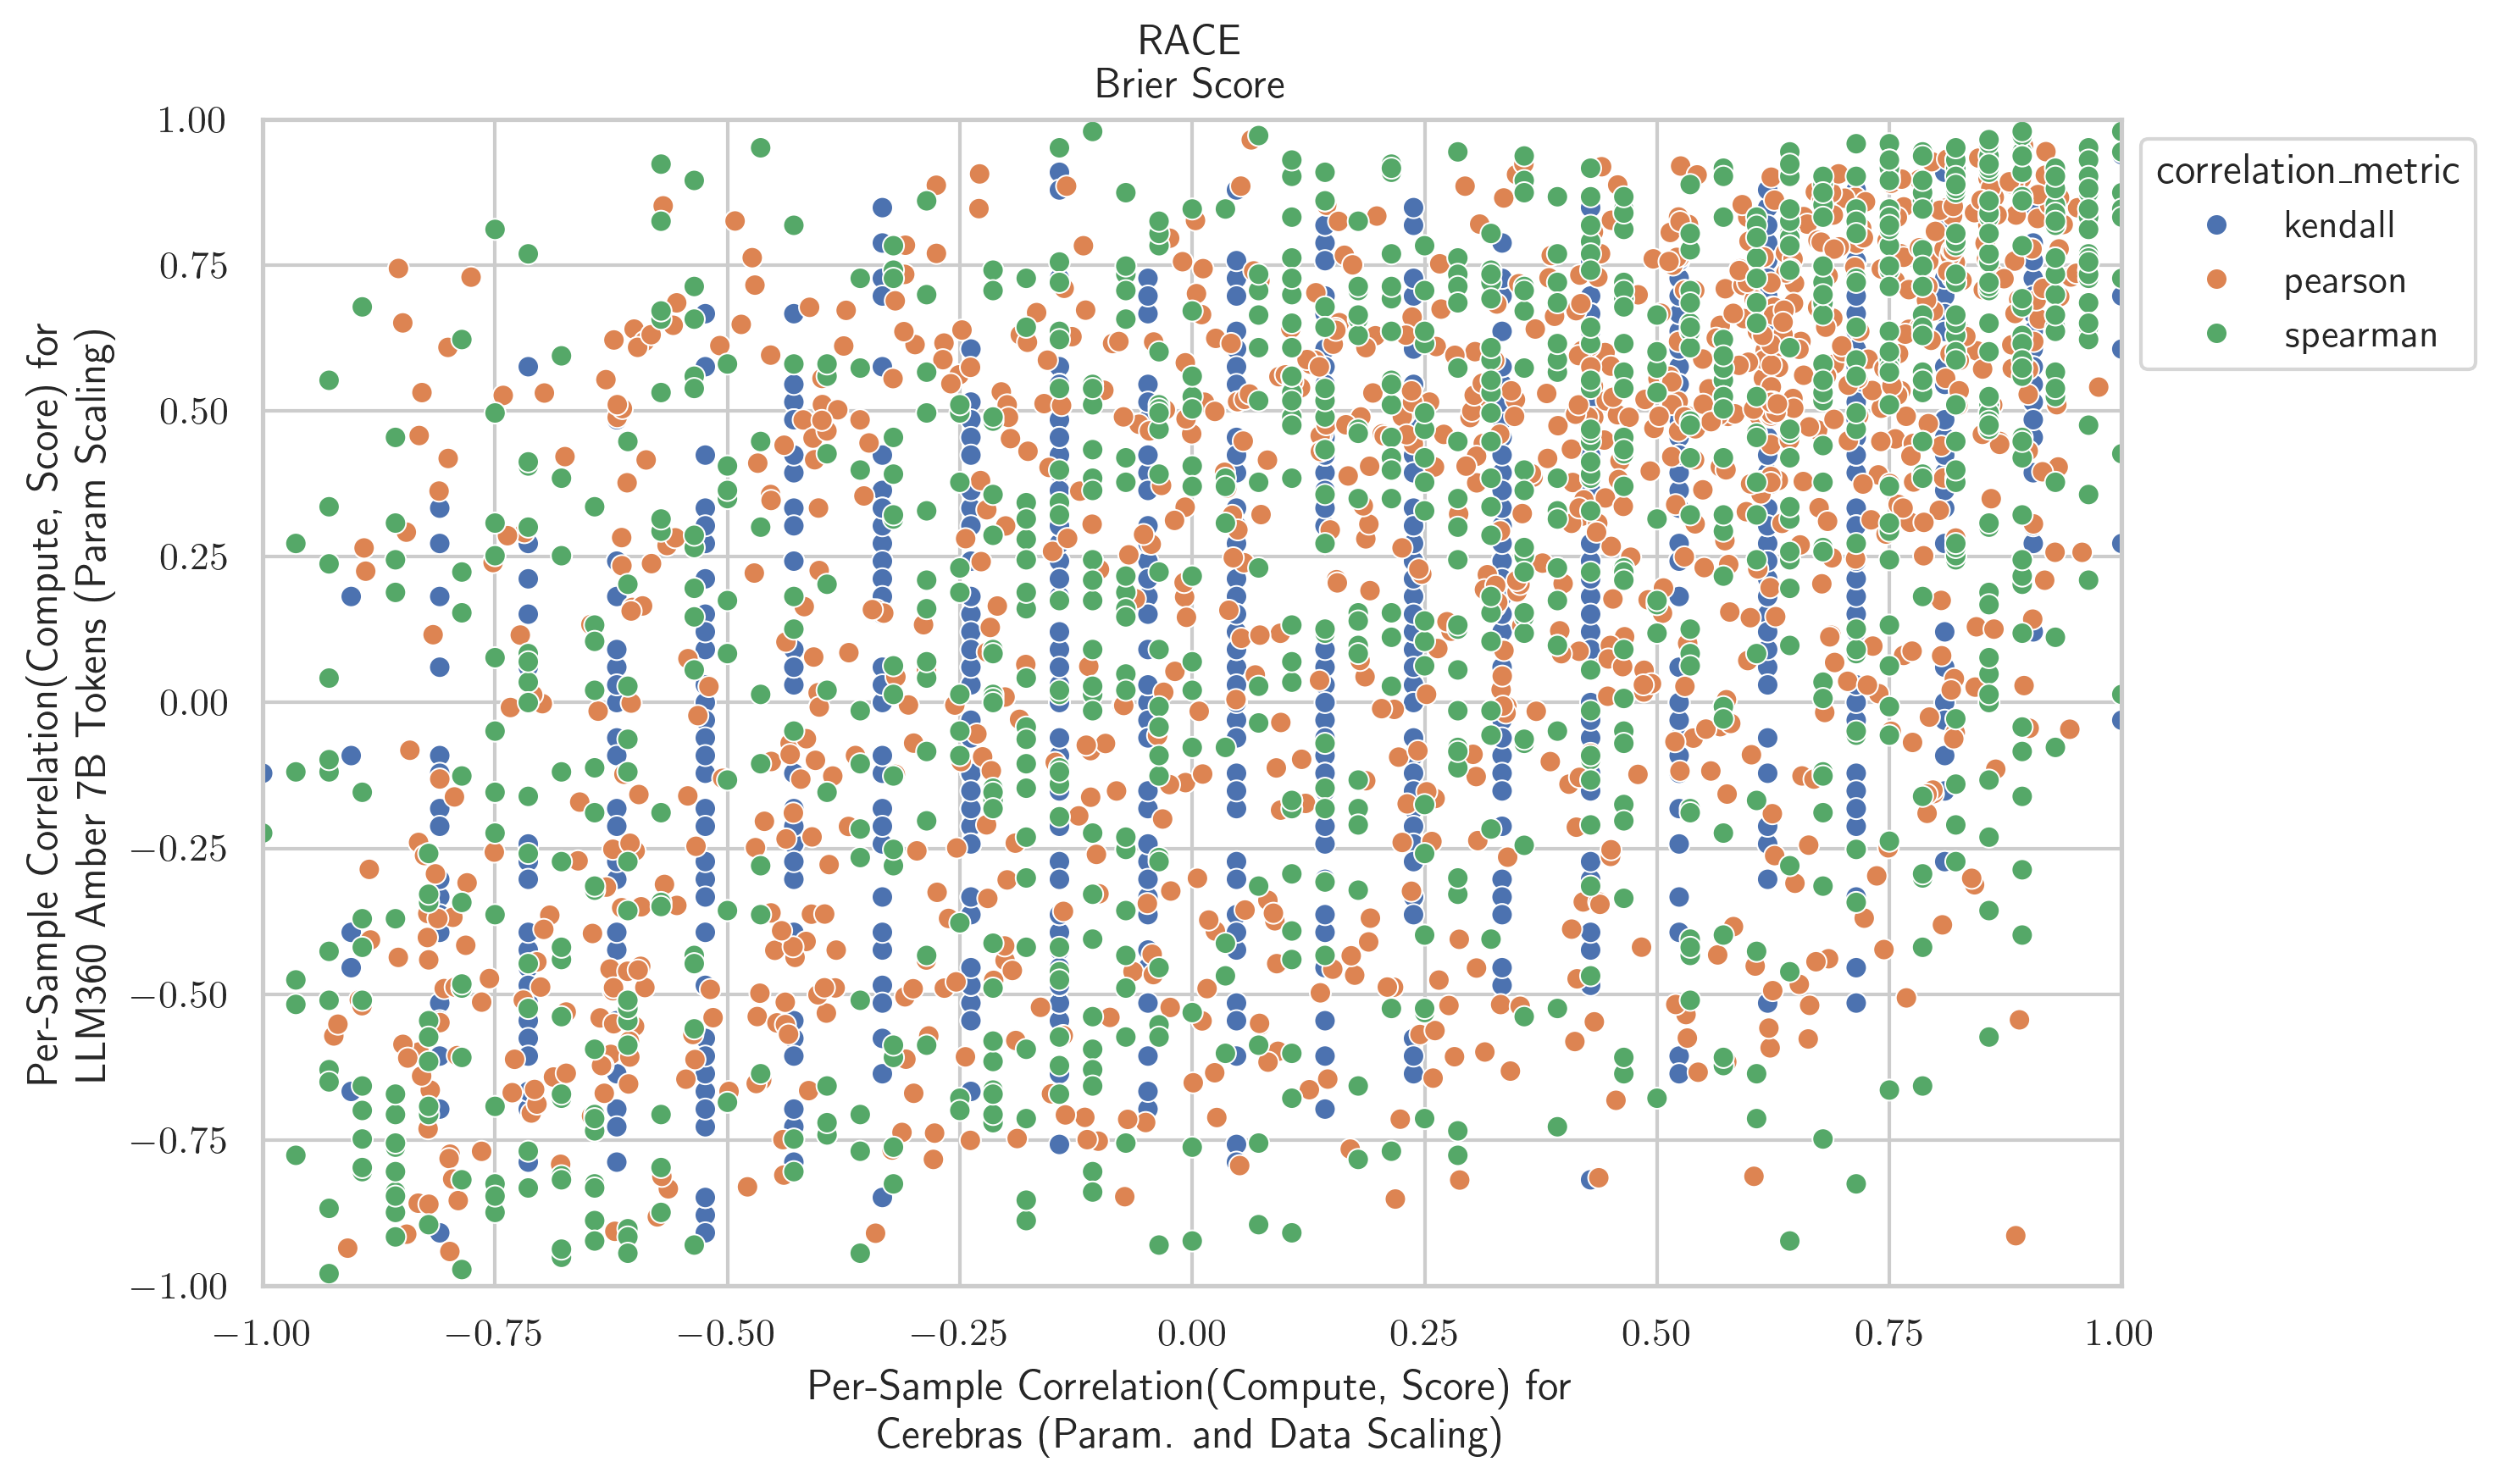 RACE
Brier Score
1.00
0.75
0.50
0.25
0.00
−0.25
−0.50
−0.75
−1.00
Per-Sample Correlation(Compute, Score) for
LLM360 Amber 7B Tokens (Param Scaling)
correlation_metric
kendall
pearson
spearman
−1.00 −0.75 −0.50 −0.25 0.00 0.25 0.50 0.75 1.00
Per-Sample Correlation(Compute, Score) for
Cerebras (Param. and Data Scaling)